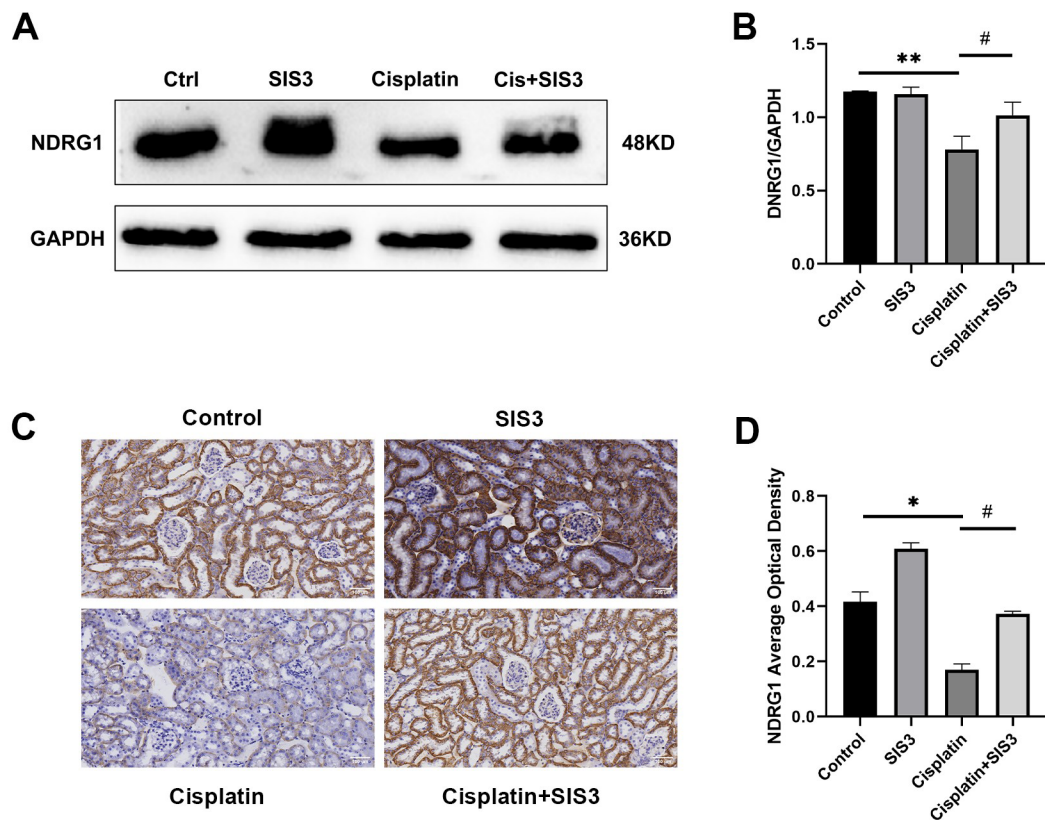 A
Ctrl SIS3 Cisplatin Cis+SIS3
NDRG1 48KD
GAPDH 36KD
B
DNRG1/GAPDH
1.5
1.0
0.5
0.0
** #
Control SIS3 Cisplatin Cisplatin+SIS3
C
Control SIS3
Cisplatin Cisplatin+SIS3
D
NDRG1 Average Optical Density
0.8
0.6
0.4
0.2
0.0
* #
Control SIS3 Cisplatin Cisplatin+SIS3